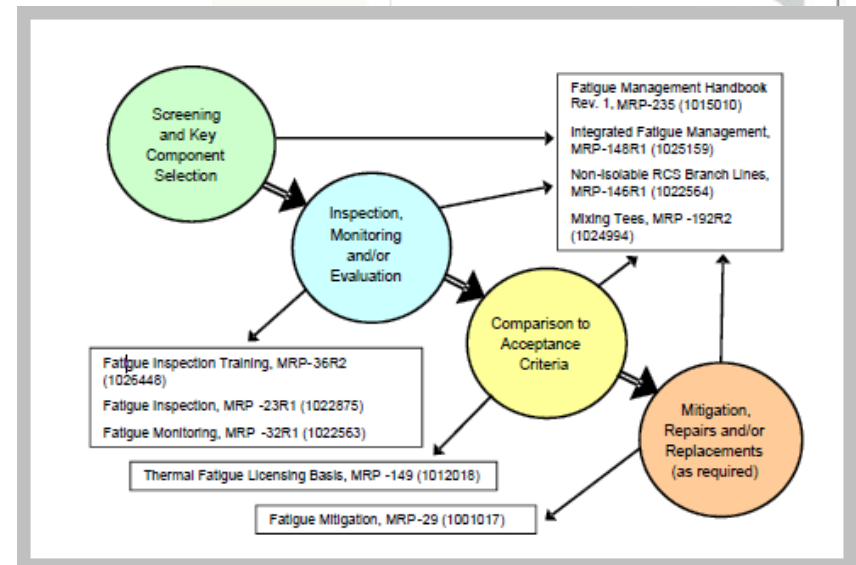 Screening
and Key
Component
Selection
Fatigue Management Handbook
Rev. 1, MRP-235 (1015010)
Integrated Fatigue Management,
MRP-148R1 (1025159)
Non-Isolable RCS Branch Lines,
MRP-146R1 (1022564)
Mixing Tees, MRP -192R2
(1024994)
Inspection,
Monitoring
and/or
Evaluation
Comparison to
Acceptance
Criteria
Fatigue Inspection Training, MRP-36R2
(1026448)
Fatigue Inspection, MRP -23R1 (1022875)
Fatigue Monitoring, MRP -32R1 (1022563)
Mitigation,
Repairs and/or
Replacements
(as required)
Thermal Fatigue Licensing Basis, MRP -149 (1012018)
Fatigue Mitigation, MRP-29 (1001017)